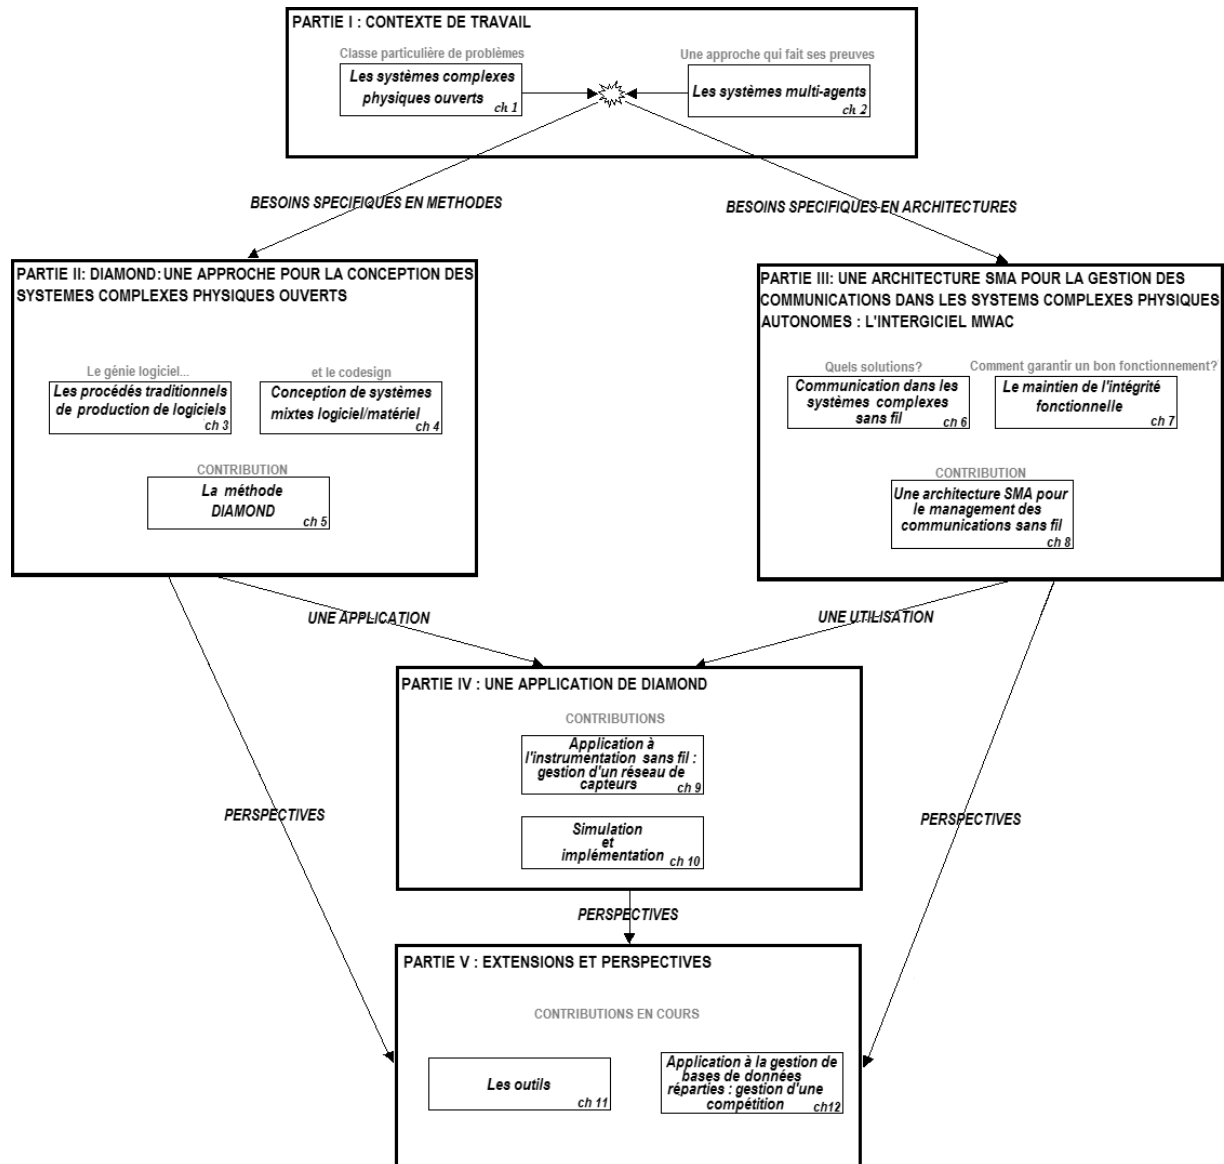 PARTIE I : CONTEXTE DE TRAVAIL
Classe particulière de problèmes
Les systèmes complexes
physiques ouverts
ch 1
Une approche qui fait ses preuves
Les systèmes multi-agents
ch 2
BESOINS SPECIFIQUES EN METHODES
BESOINS SPECIFIQUES EN ARCHITECTURES
PARTIE II: DIAMOND: UNE APPROCHE POUR LA CONCEPTION DES
SYSTEMES COMPLEXES PHYSIQUES OUVERTS
Le génie logiciel...
Les procédés traditionnels
de production de logiciels
ch 3
et le codesign
Conception de systèmes
mixtes logiciel/matériel
ch 4
CONTRIBUTION
La méthode
DIAMOND
ch 5
PARTIE III: UNE ARCHITECTURE SMA POUR LA GESTION DES
COMMUNICATIONS DANS LES SYSTEMS COMPLEXES PHYSIQUES
AUTONOMES : L'INTERGICIEL MWAC
Quels solutions?
Communication dans les
systèmes complexes
sans fil
ch 6
Comment garantir un bon fonctionnement?
Le maintien de l'intégrité
fonctionnelle
ch 7
CONTRIBUTION
Une architecture SMA pour
le management des
communications sans fil
ch 8
UNE APPLICATION
UNE UTILISATION
PARTIE IV : UNE APPLICATION DE DIAMOND
CONTRIBUTIONS
Application à
l'instrumentation sans fil :
gestion d'un réseau de
capteurs
ch 9
Simulation
et
implémentation
ch 10
PERSPECTIVES
PERSPECTIVES
PERSPECTIVES
PARTIE V : EXTENSIONS ET PERSPECTIVES
CONTRIBUTIONS EN COURS
Les outils
ch 11
Application à la gestion de
bases de données
réparties : gestion d'une
compétition
ch12